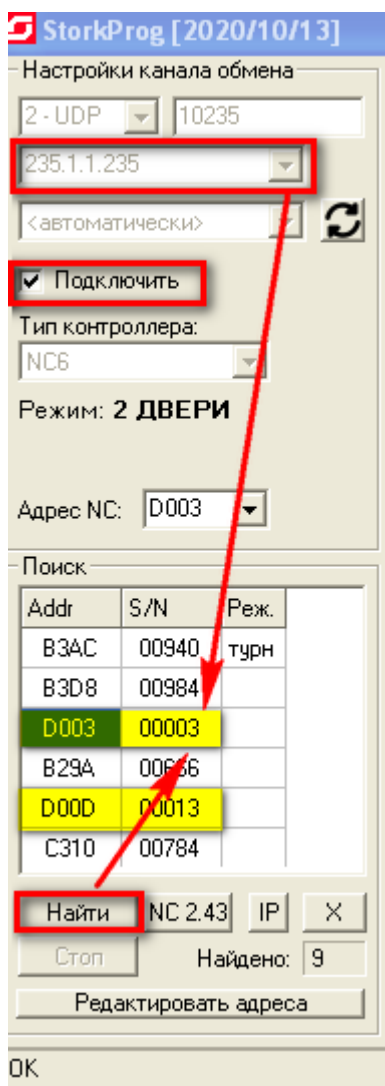 StorkProg [2020/10/13]
Настройки канала обмена
2 - UDP 10235
235.1.1.235
<автоматически>
Подключить
Тип контроллера:
NC6
Режим: 2 ДВЕРИ
Адрес NC: D003
Поиск
Addr S/N Реж.
B3AC 00940 турн
B3D8 00984
D003 00003
B29A 00666
D00D 00013
C310 00784
Найти NC 2.43 IP X
Стоп Найдено: 9
Редактировать адреса
OK